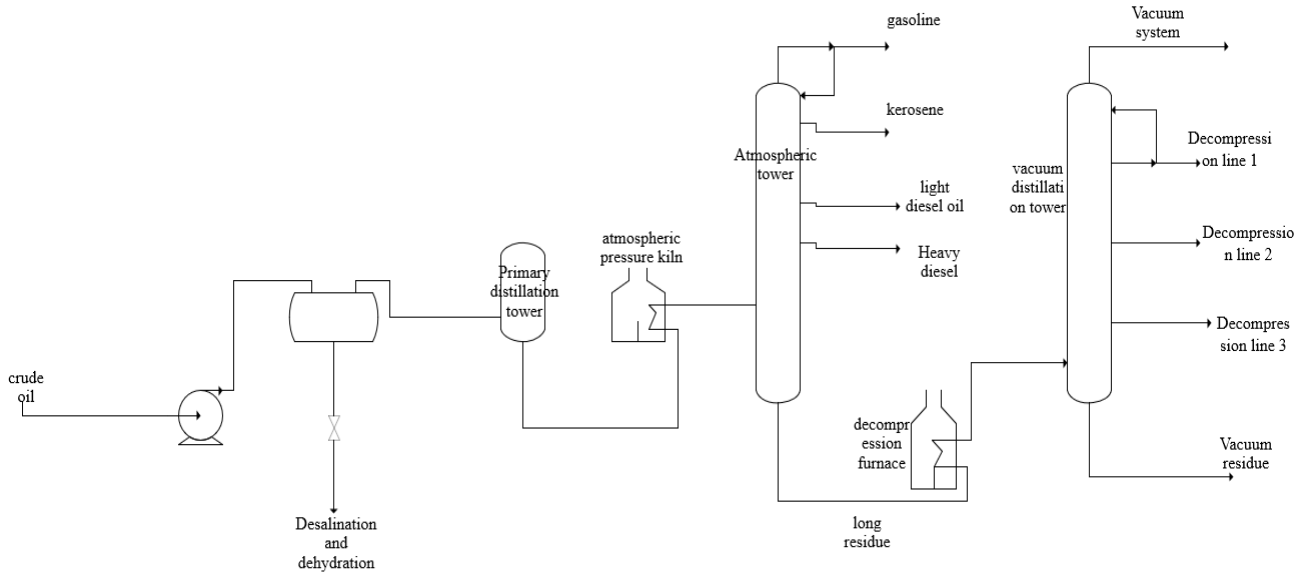 crude
oil
Desalination
and
dehydration
Primary
distillation
tower
atmospheric
pressure kiln
Atmospheric
tower
gasoline
kerosene
light
diesel oil
Heavy
diesel
long
residue
decompr
ession
furnace
vacuum
distillati
on tower
Vacuum
system
Decompressi
on line 1
Decompressio
n line 2
Decompres
sion line 3
Vacuum
residue